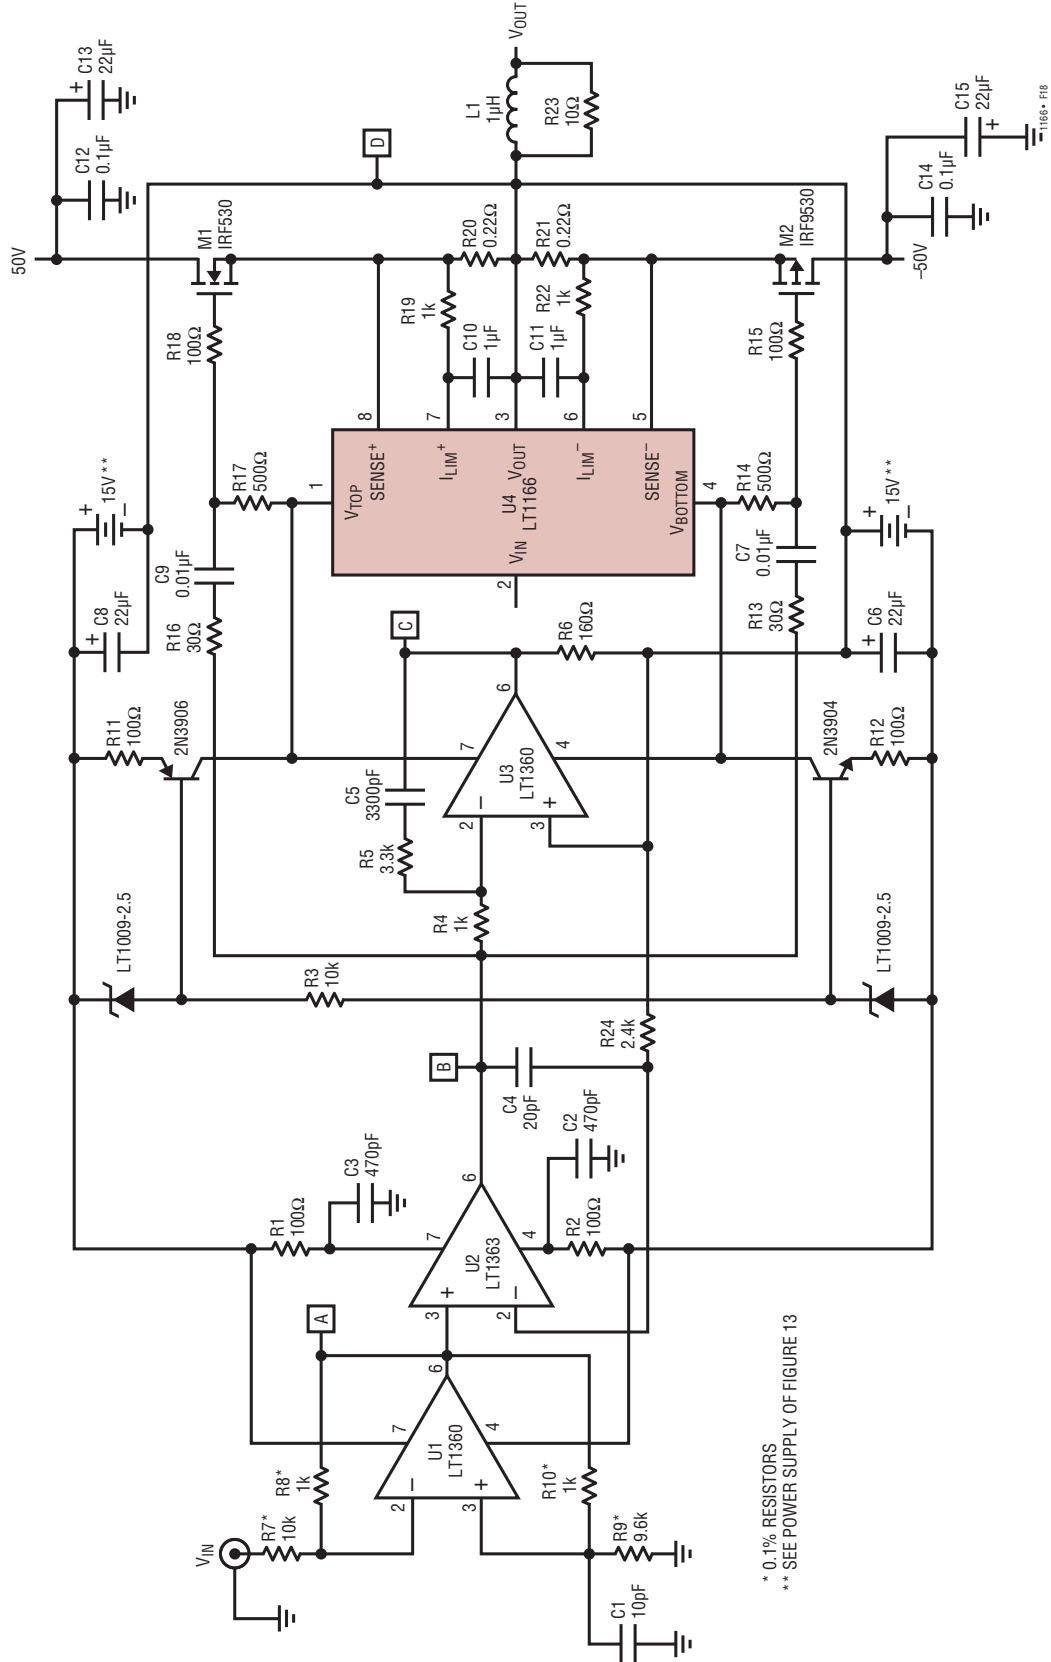 50V
C12
0.1µF
+
C13
22µF
D
L1
1µH
VOUT
R23
10Ω
C14
0.1µF
C15
22µF
+
1166 • F18
M1
IRF530
R20
0.22Ω
R21
0.22Ω
M2
IRF9530
–50V
R18
100Ω
R19
1k
R22
1k
R15
100Ω
C10
1µF
C11
1µF
8
7
3
6
5
SENSE+
ILIM+
VOUT
ILIM–
SENSE–
U4
LT1166
VTOP
VIN
VBOTTOM
1
2
4
R17
500Ω
R14
500Ω
+
15V**
–
+
15V**
–
C9
0.01µF
C7
0.01µF
C8
22µF
+
R16
30Ω
R13
30Ω
C6
22µF
+
C
R6
160Ω
R11
100Ω
2N3906
2N3904
R12
100Ω
C5
3300pF
R5
3.3k
U3
LT1360
2
–
3
+
6
7
4
R4
1k
LT1009-2.5
R3
10k
LT1009-2.5
R24
2.4k
B
C4
20pF
C3
470pF
C2
470pF
R1
100Ω
R2
100Ω
U2
LT1363
3
+
2
–
6
7
4
A
U1
LT1360
2
–
3
+
6
7
4
R8*
1k
R10*
1k
VIN
R7*
10k
R9*
9.6k
C1
10pF
* 0.1% RESISTORS
** SEE POWER SUPPLY OF FIGURE 13